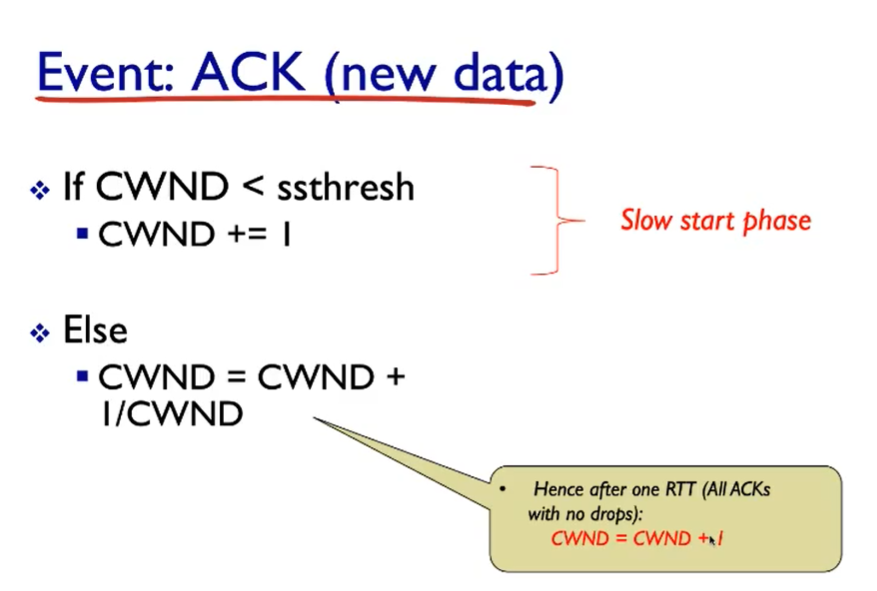 Event: ACK (new data)
If CWND < ssthresh
CWND += 1
Slow start phase
Else
CWND = CWND +
1/CWND
Hence after one RTT (All ACKs
with no drops):
CWND = CWND + 1